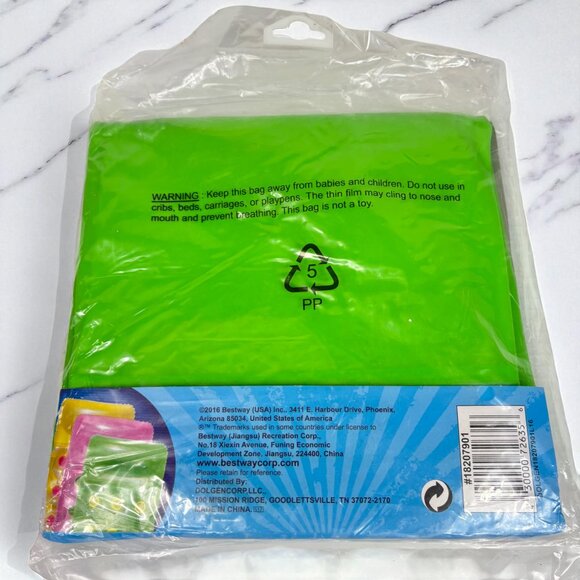 WARNING : Keep this bag away from babies and children. Do not use in
cribs, beds, carriages, or playpens. The thin film may cling to nose and
mouth and prevent breathing. This bag is not a toy.
5
PP
©2016 Bestway (USA) Inc., 3411 E. Harbour Drive, Phoenix,
Arizona 85034, United States of America
®™ Trademarks used in some countries under license to
Bestway (Jiangsu) Recreation Corp.,
No.18 Xiexin Avenue, Funing Economic
Development Zone, Jiangsu, 224400, China
www.bestwaycorp.com
Please retain for reference.
Distributed By:
DOLGENCORP,LLC,
100 MISSION RIDGE, GOODLETTSVILLE, TN 37072-2170
MADE IN CHINA.
#18207901